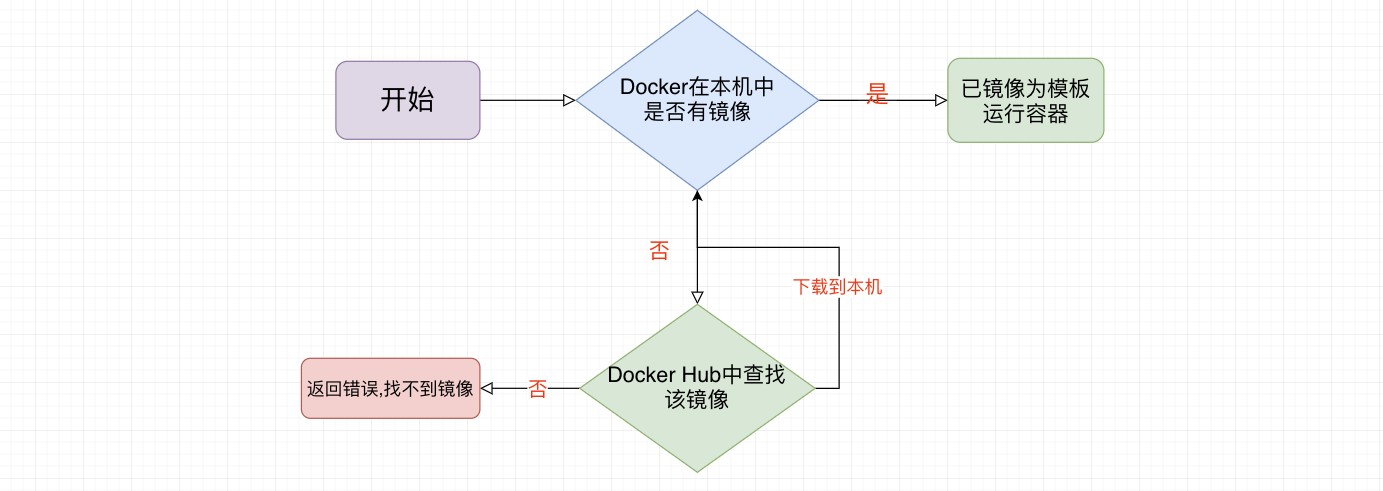 开始
Docker在本机中
是否有镜像
是
已镜像为模板
运行容器
否
下载到本机
Docker Hub中查找
该镜像
否
返回错误,找不到镜像